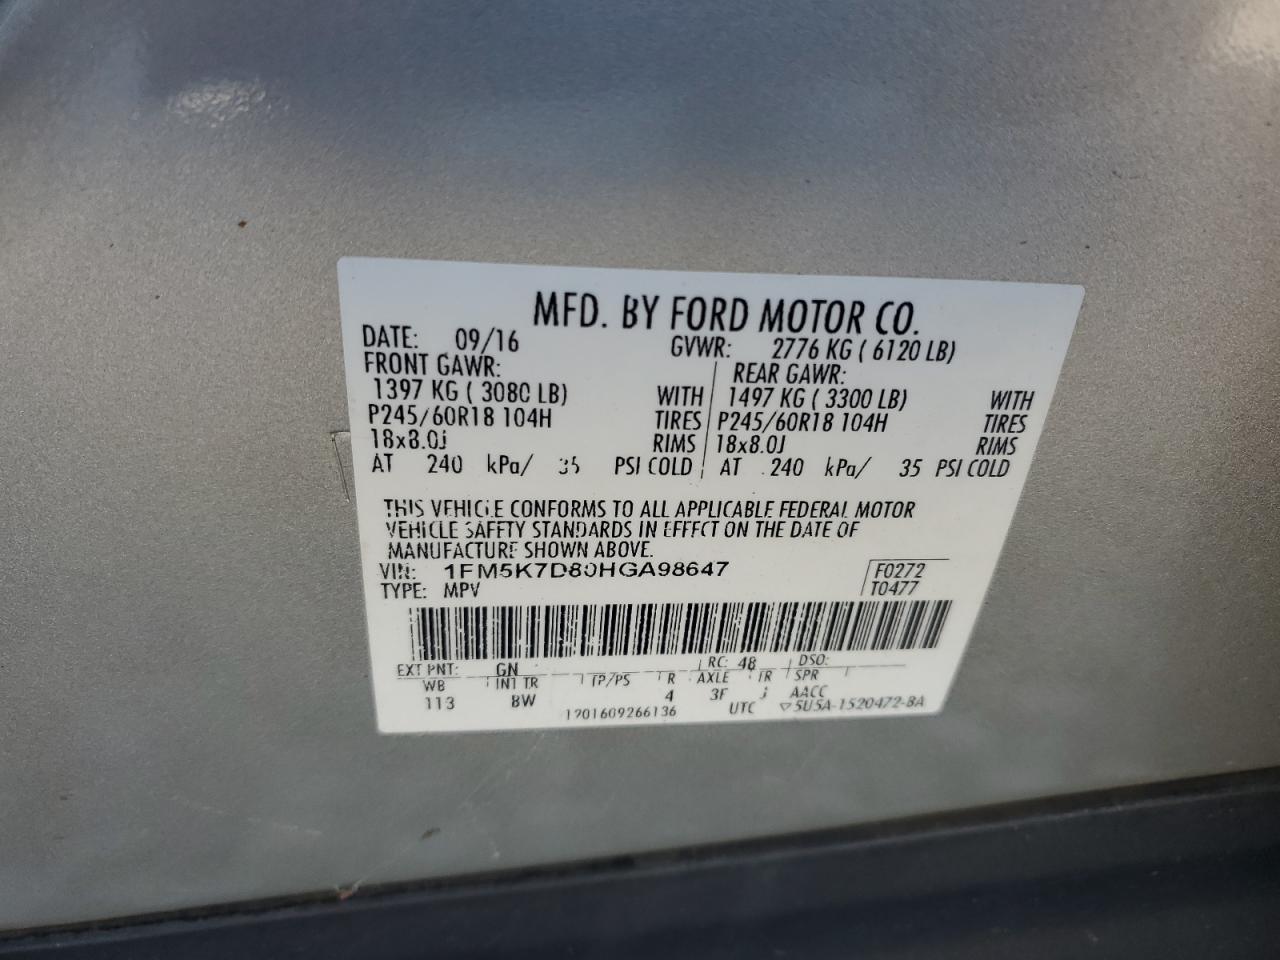 MFD. BY FORD MOTOR CO.
DATE: 09/16 GVWR: 2776 KG ( 6120 LB)
FRONT GAWR: REAR GAWR:
1397 KG ( 3080 LB) WITH 1497 KG ( 3300 LB) WITH
P245/60R18 104H TIRES P245/60R18 104H TIRES
18x8.0J RIMS 18x8.0J RIMS
AT 240 kPa/ 35 PSI COLD AT 240 kPa/ 35 PSI COLD
THIS VEHICLE CONFORMS TO ALL APPLICABLE FEDERAL MOTOR
VEHICLE SAFETY STANDARDS IN EFFECT ON THE DATE OF
MANUFACTURE SHOWN ABOVE.
VIN: 1FM5K7D80HGA98647 F0272
TYPE: MPV T0477
EXT PNT: GN RC: 48 DSO:
WB INT TR TP/PS R AXLE TR SPR
113 BW 4 3F J AACC
1201609266136 UTC ▽5U5A-1520472-BA